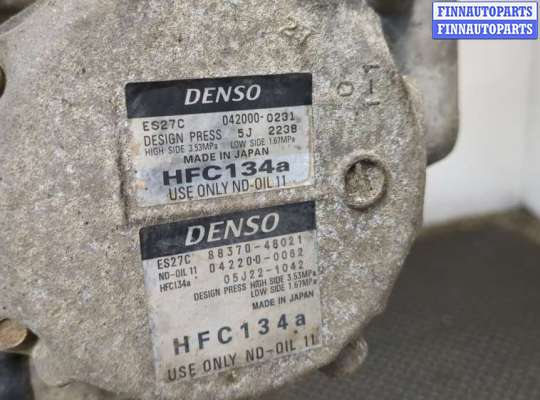 FINNAUTOPARTS
FINNAUTOPARTS
FINNAUTOPARTS
21
DENSO
ES27C 042000-0231
DESIGN PRESS 5J 2238
HIGH SIDE 3.53MPa LOW SIDE 1.67MPa
MADE IN JAPAN
HFC134a
USE ONLY ND-OIL 11
DENSO
ES27C 88370-48021
ND-OIL 11 042200-0082
HFC134a 05J22-1042
DESIGN PRESS HIGH SIDE 3.53MPa
LOW SIDE 1.67MPa
MADE IN JAPAN
HFC134a
USE ONLY ND-OIL 11